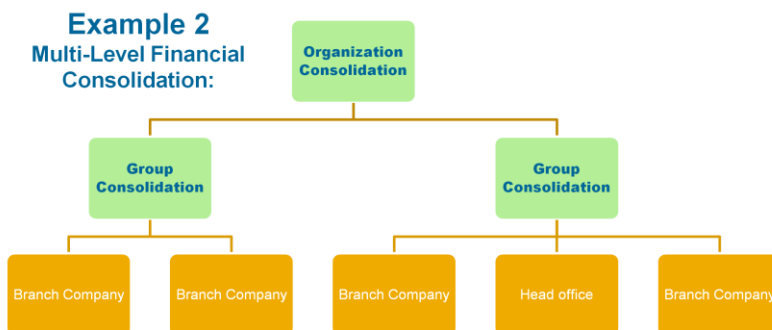 Example 2
Multi-Level Financial
Consolidation:
Organization
Consolidation
Group
Consolidation
Group
Consolidation
Branch Company
Branch Company
Branch Company
Head office
Branch Company